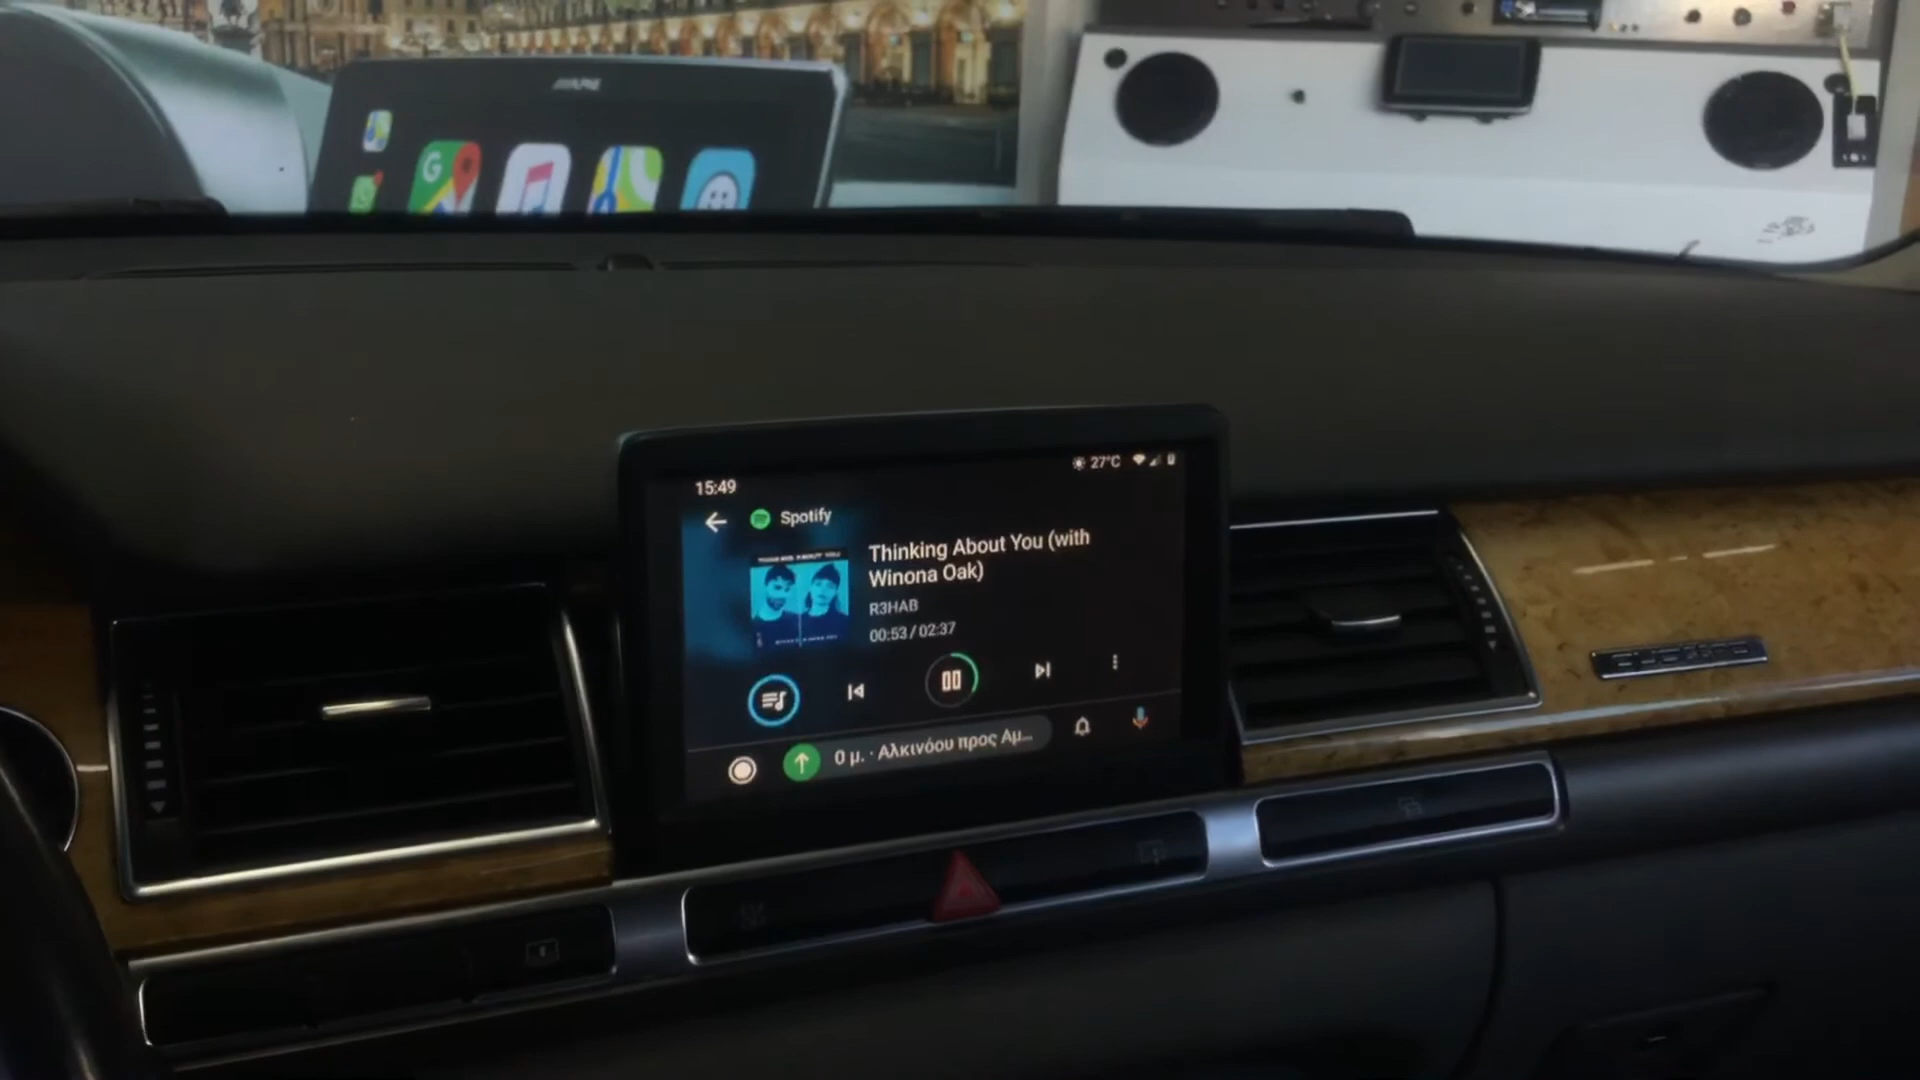 ALPINE
G
27°C
15:49
Spotify
Thinking About You (with
Winona Oak)
R3HAB
00:53 / 02:37
0 μ. · Αλκινόου προς Αμ...